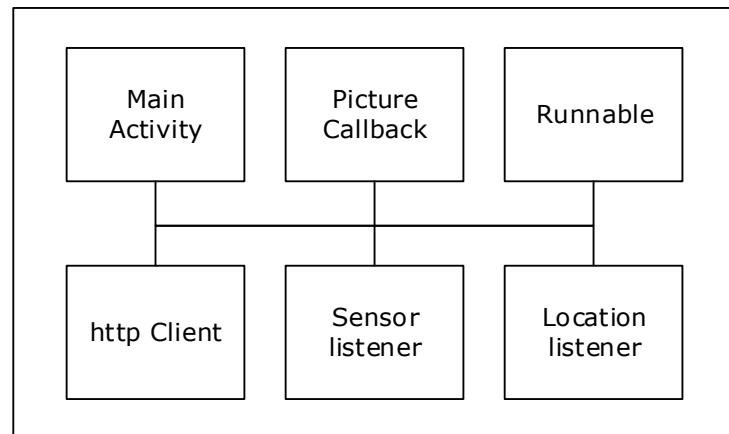 Main
Activity
Picture
Callback
Runnable
http Client
Sensor
listener
Location
listener